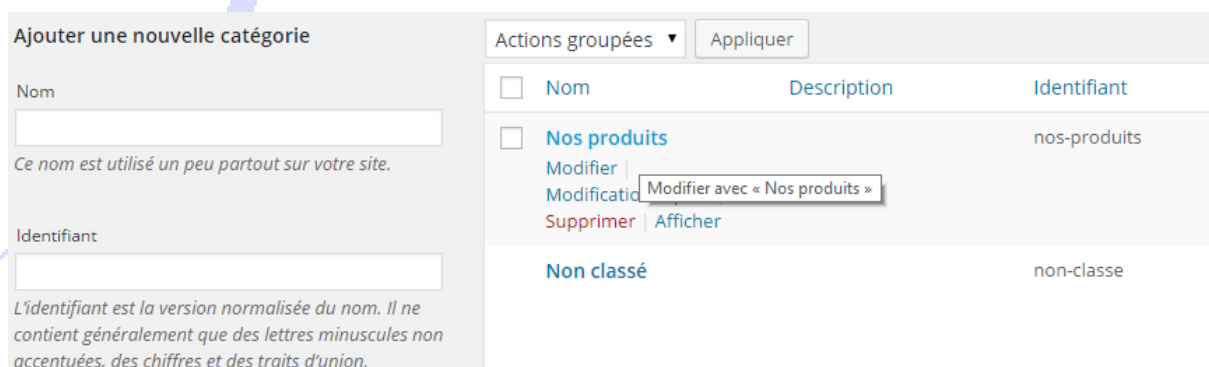 Ajouter une nouvelle catégorie
Nom
Ce nom est utilisé un peu partout sur votre site.
Identifiant
L'identifiant est la version normalisée du nom. Il ne
contient généralement que des lettres minuscules non
accentuées, des chiffres et des traits d'union.
Actions groupées Appliquer
Nom Description Identifiant
Nos produits nos-produits
Modifier
Modifier avec « Nos produits »
Supprimer | Afficher
Non classé non-classe